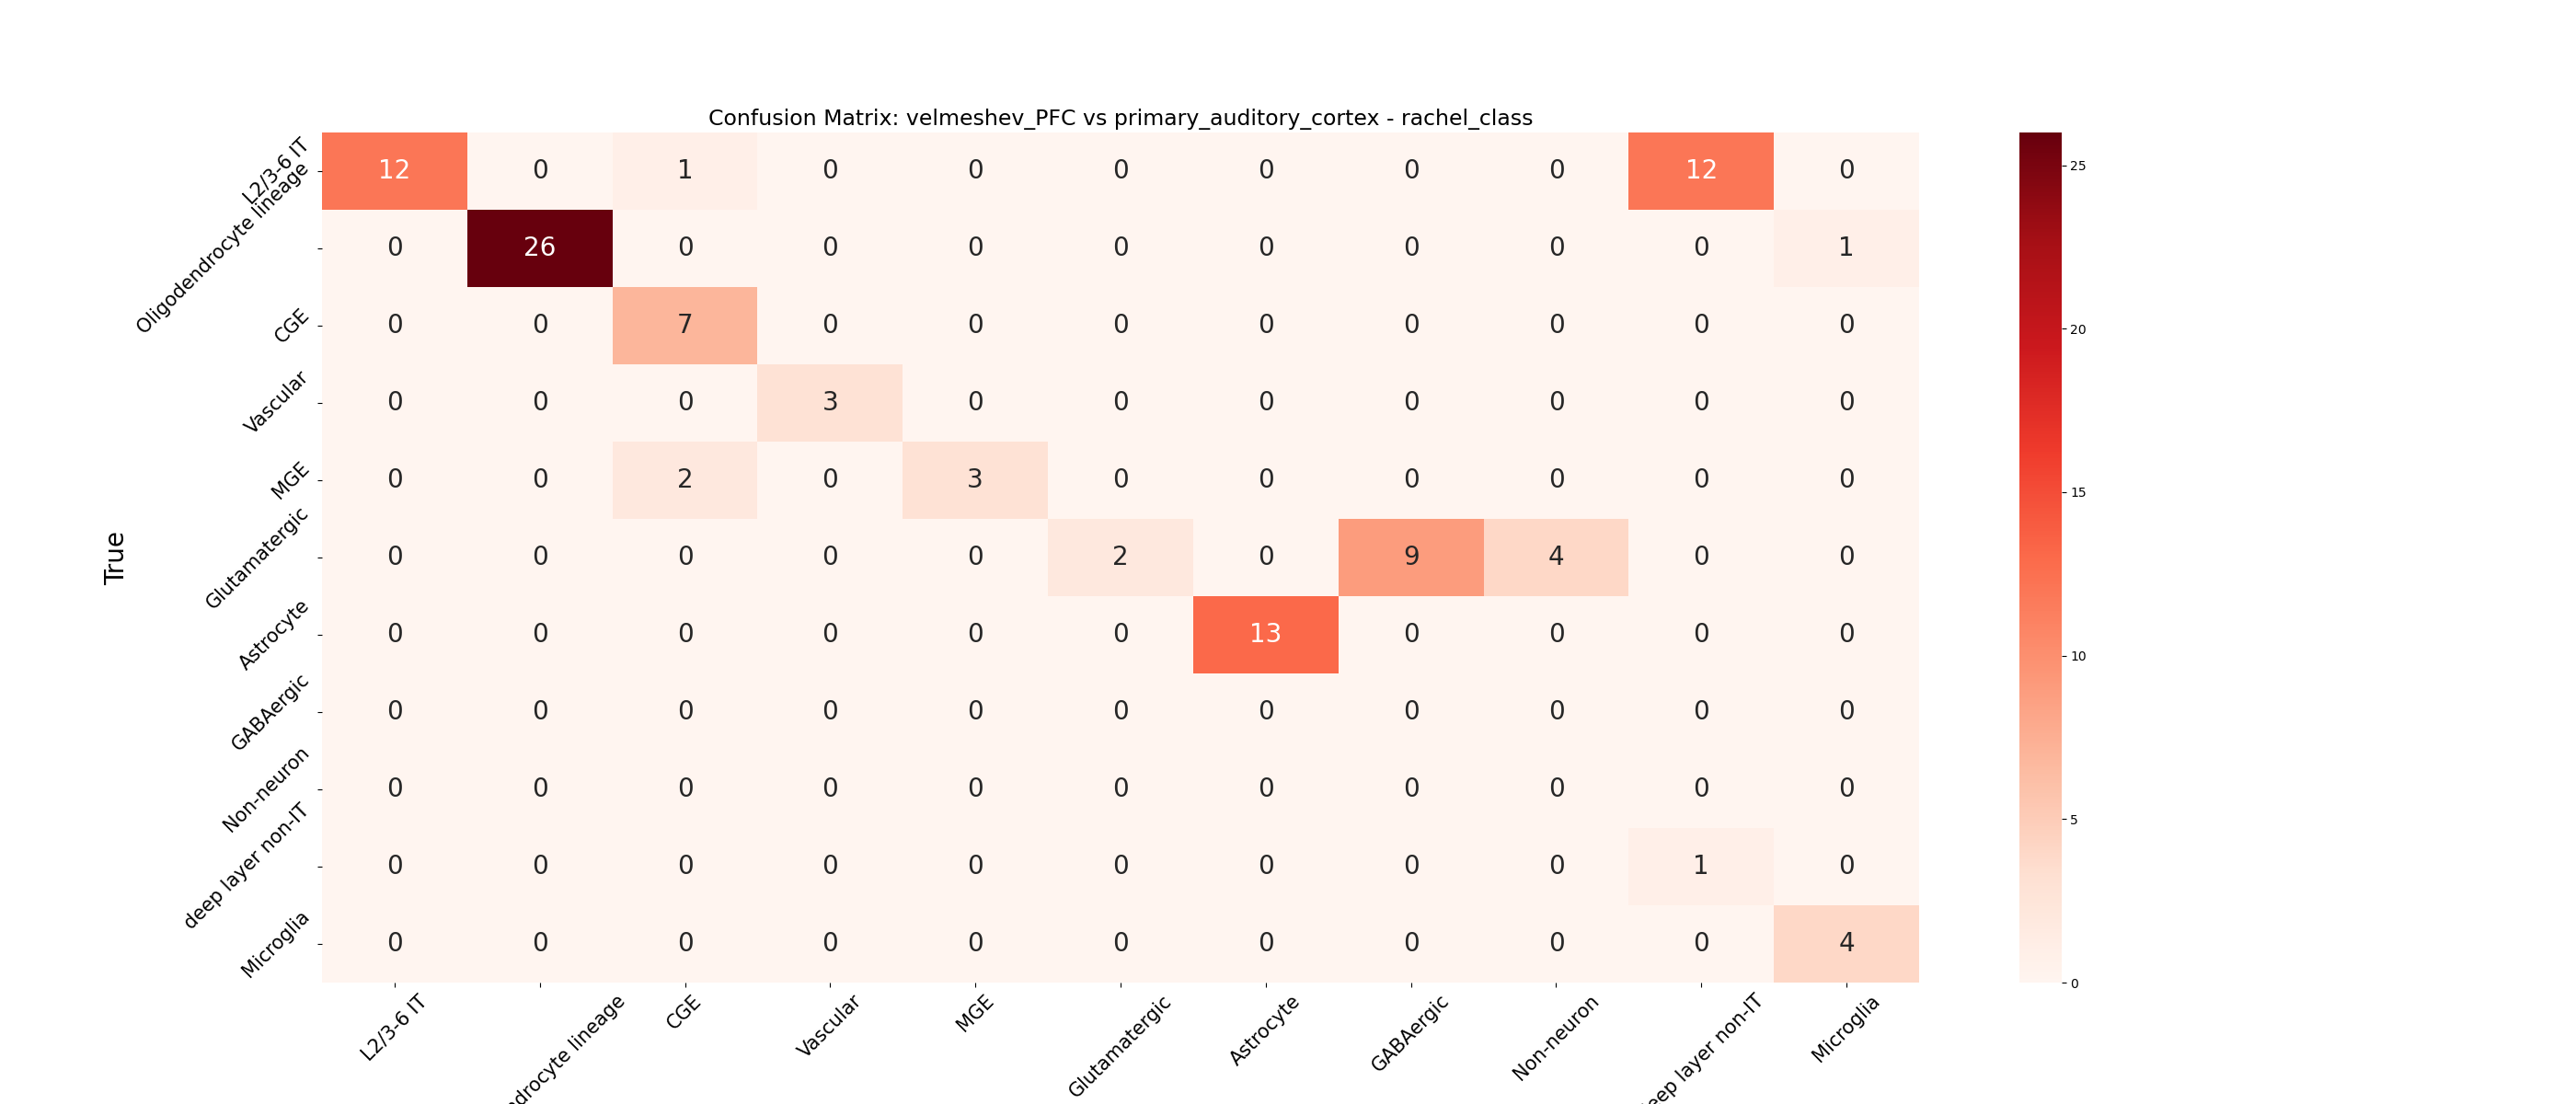 Confusion Matrix: velmeshev_PFC vs primary_auditory_cortex - rachel_class
True
L2/3-6 IT 12 0 1 0 0 0 0 0 0 12 0
Oligodendrocyte lineage 0 26 0 0 0 0 0 0 0 0 1
CGE 0 0 7 0 0 0 0 0 0 0 0
Vascular 0 0 0 3 0 0 0 0 0 0 0
MGE 0 0 2 0 3 0 0 0 0 0 0
Glutamatergic 0 0 0 0 0 2 0 9 4 0 0
Astrocyte 0 0 0 0 0 0 13 0 0 0 0
GABAergic 0 0 0 0 0 0 0 0 0 0 0
Non-neuron 0 0 0 0 0 0 0 0 0 0 0
deep layer non-IT 0 0 0 0 0 0 0 0 0 1 0
Microglia 0 0 0 0 0 0 0 0 0 0 4
L2/3-6 IT
lineage
CGE
Vascular
MGE
Glutamatergic
Astrocyte
GABAergic
Non-neuron
layer non-IT
Microglia
25
20
15
10
5
0